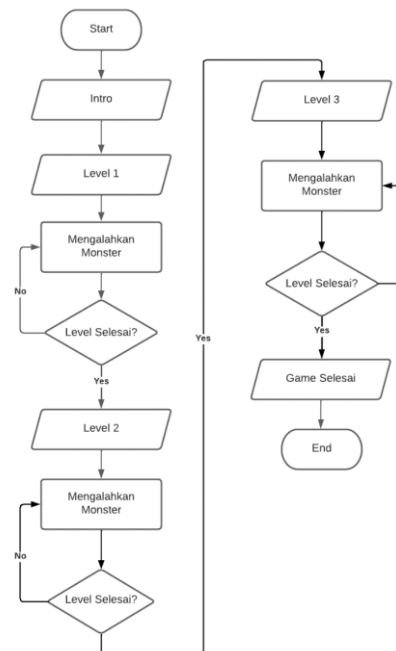 Start
Intro
Level 1
Mengalahkan
Monster
No
Level Selesai?
Yes
Level 2
Mengalahkan
Monster
No
Level Selesai?
Yes
Level 3
Mengalahkan
Monster
Level Selesai?
Yes
Game Selesai
End